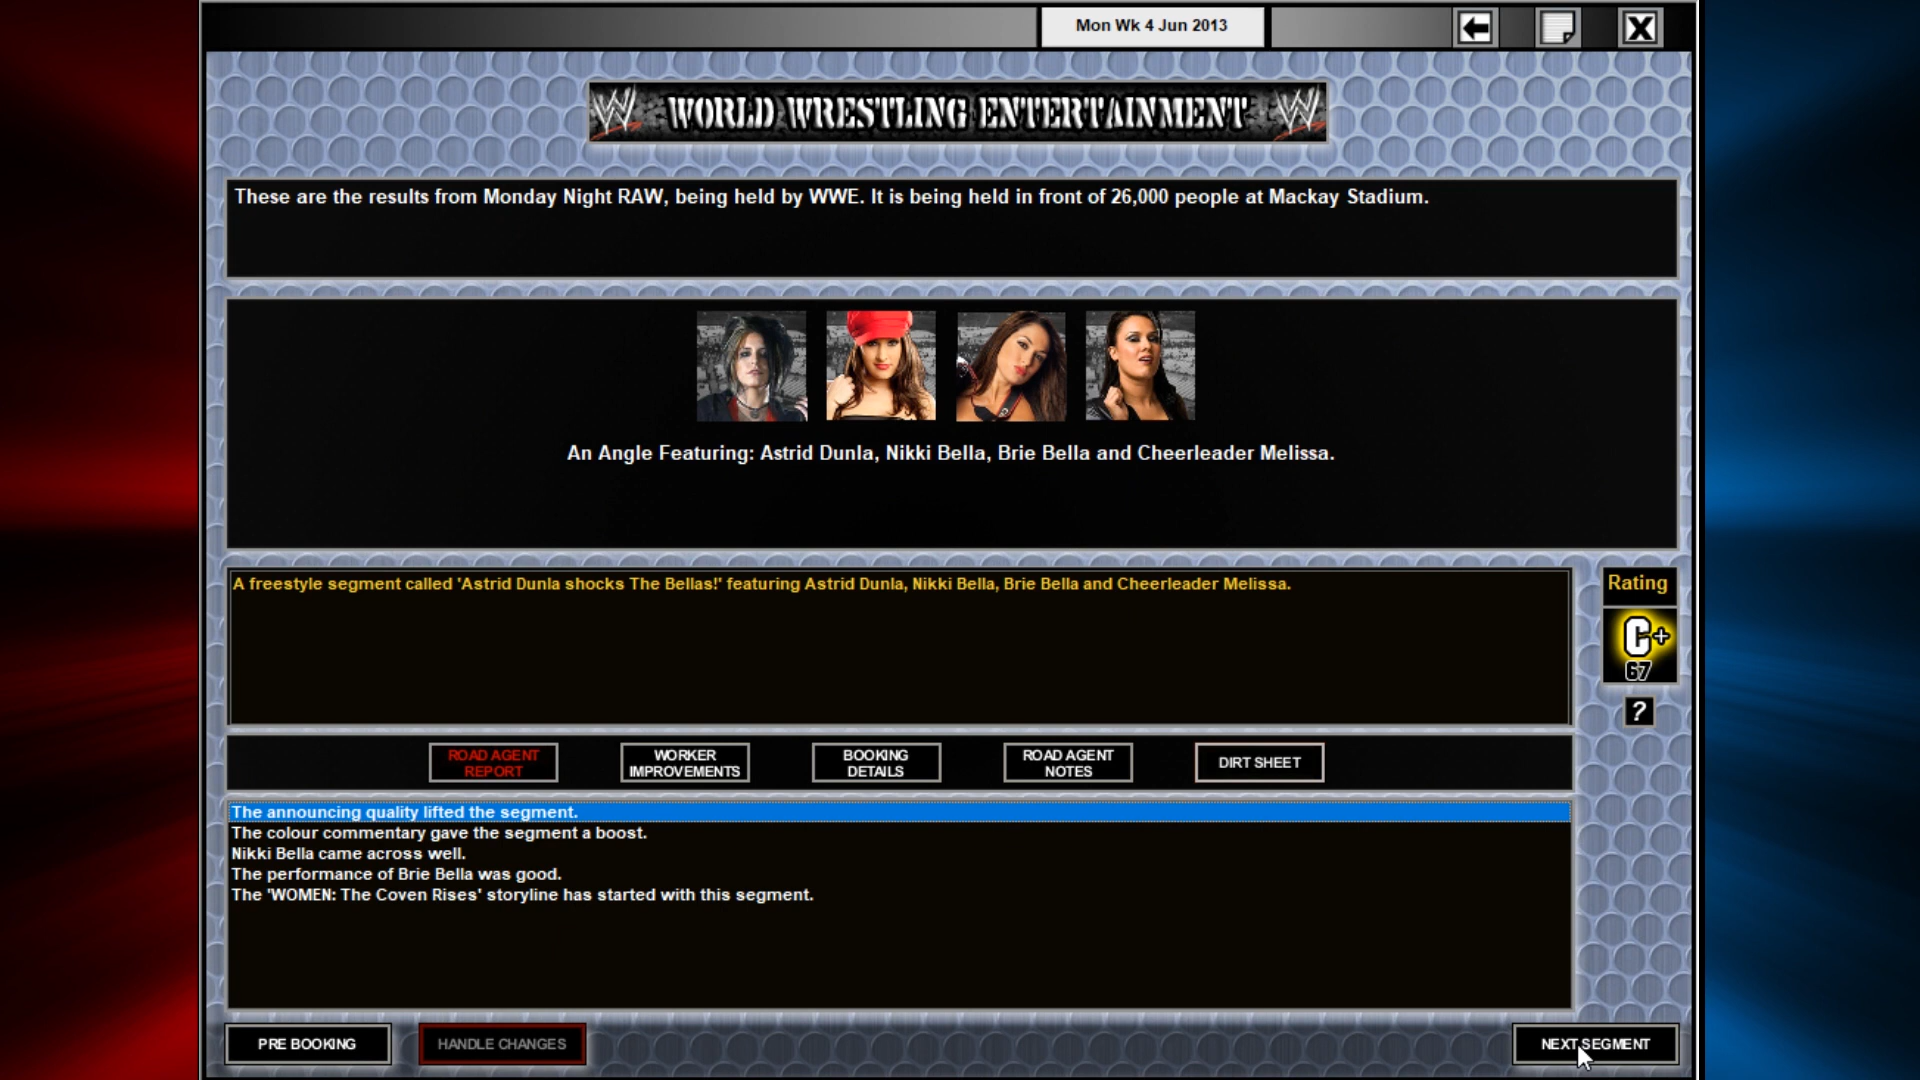 Mon Wk 4 Jun 2013
WORLD WRESTLING ENTERTAINMENT
These are the results from Monday Night RAW, being held by WWE. It is being held in front of 26,000 people at Mackay Stadium.
An Angle Featuring: Astrid Dunla, Nikki Bella, Brie Bella and Cheerleader Melissa.
A freestyle segment called 'Astrid Dunla shocks The Bellas!' featuring Astrid Dunla, Nikki Bella, Brie Bella and Cheerleader Melissa.
Rating
C+
67
?
ROAD AGENT
REPORT
WORKER
IMPROVEMENTS
BOOKING
DETAILS
ROAD AGENT
NOTES
DIRT SHEET
The announcing quality lifted the segment.
The colour commentary gave the segment a boost.
Nikki Bella came across well.
The performance of Brie Bella was good.
The 'WOMEN: The Coven Rises' storyline has started with this segment.
PRE BOOKING
HANDLE CHANGES
NEXT SEGMENT